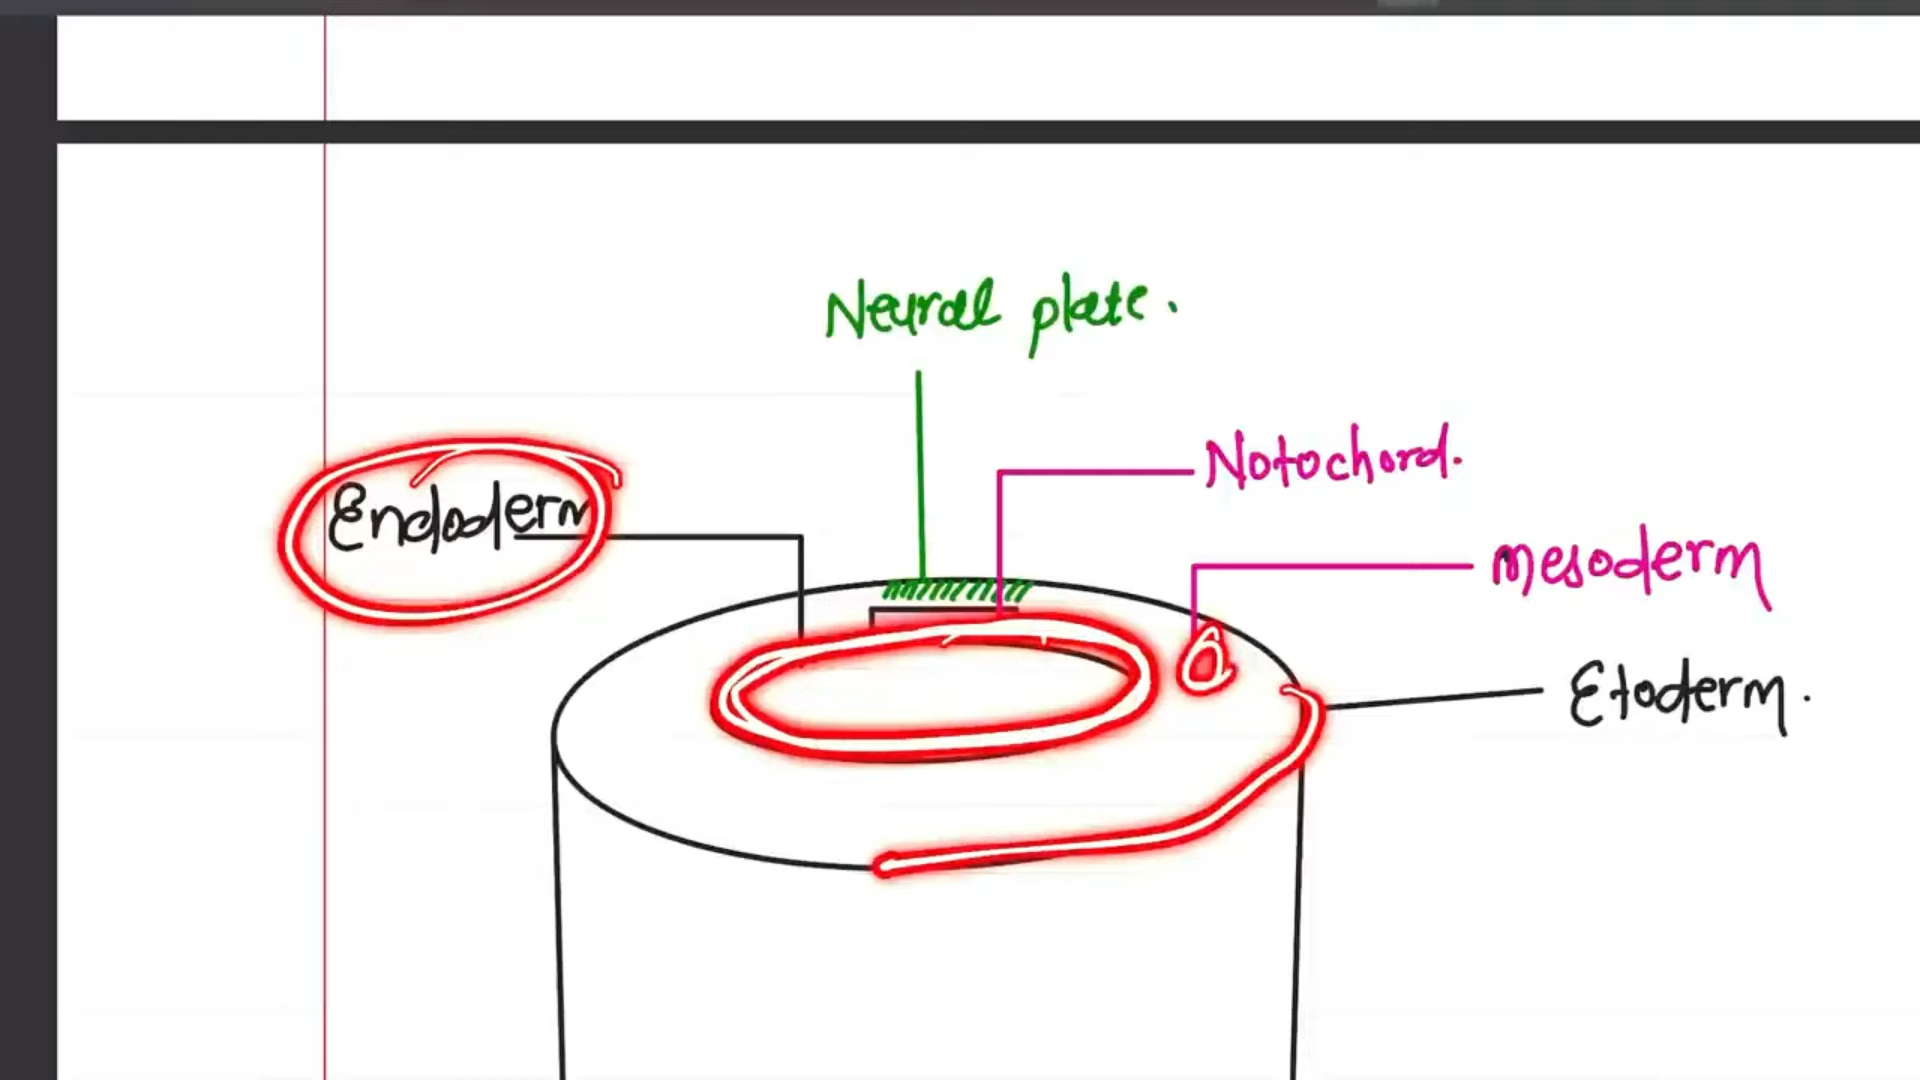 Neural plate.
Notochord.
Endoderm
mesoderm
Etoderm.